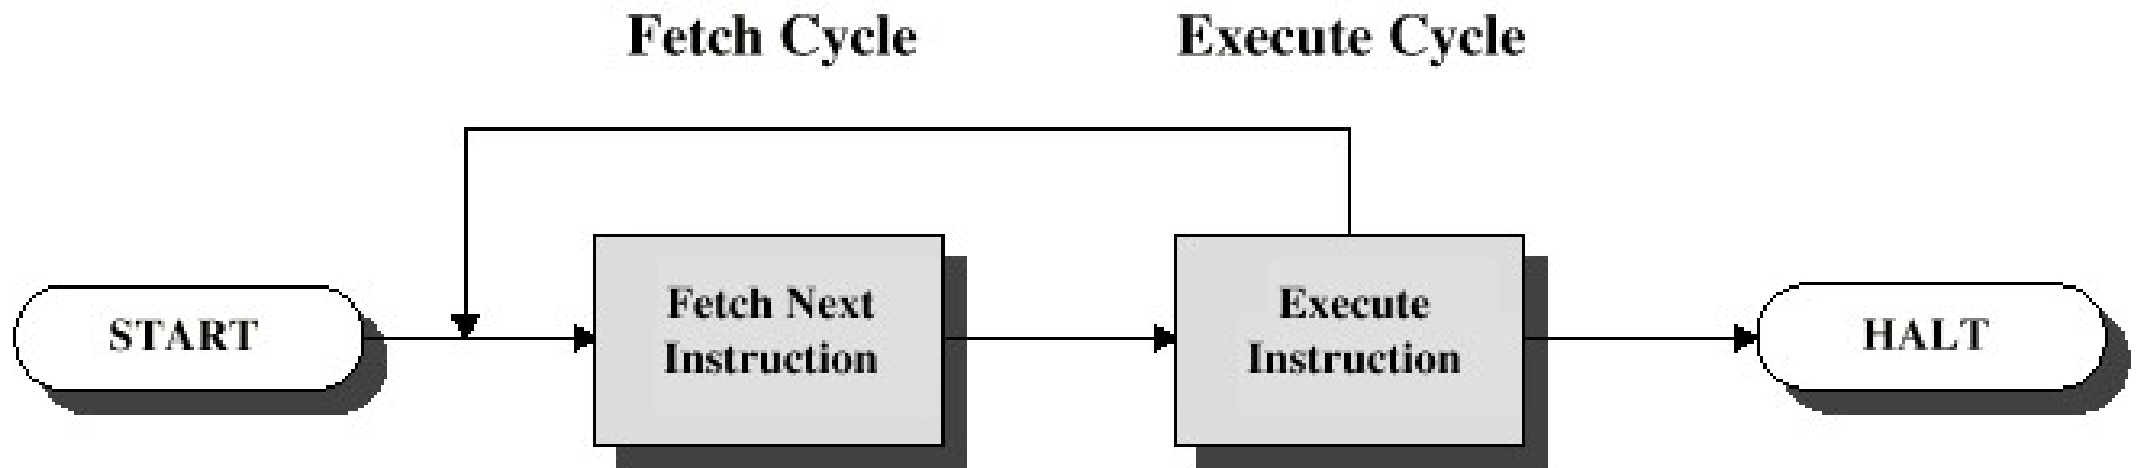 Fetch Cycle
Execute Cycle
START
Fetch Next
Instruction
Execute
Instruction
HALT